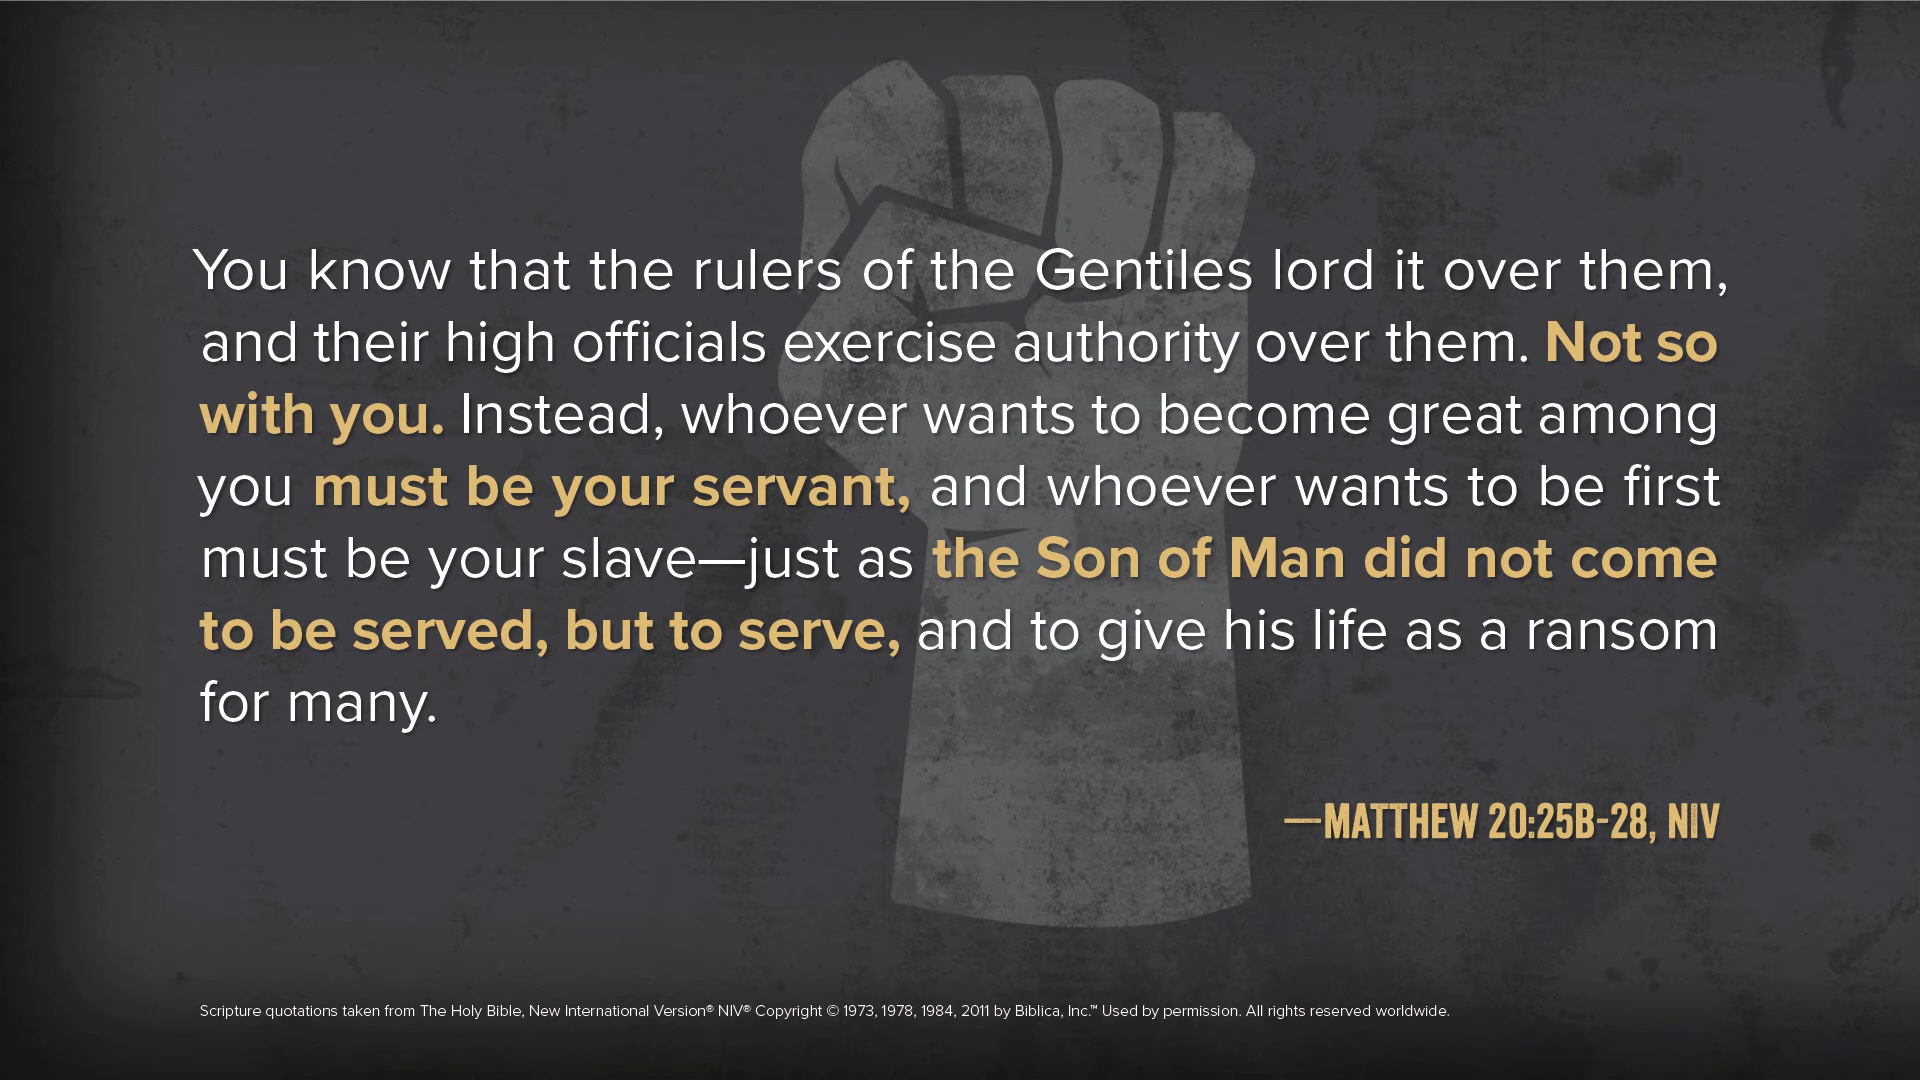 You know that the rulers of the Gentiles lord it over them,
and their high officials exercise authority over them. Not so
with you. Instead, whoever wants to become great among
you must be your servant, and whoever wants to be first
must be your slave—just as the Son of Man did not come
to be served, but to serve, and to give his life as a ransom
for many.
—MATTHEW 20:25B-28, NIV
Scripture quotations taken from The Holy Bible, New International Version® NIV® Copyright © 1973, 1978, 1984, 2011 by Biblica, Inc.™ Used by permission. All rights reserved worldwide.